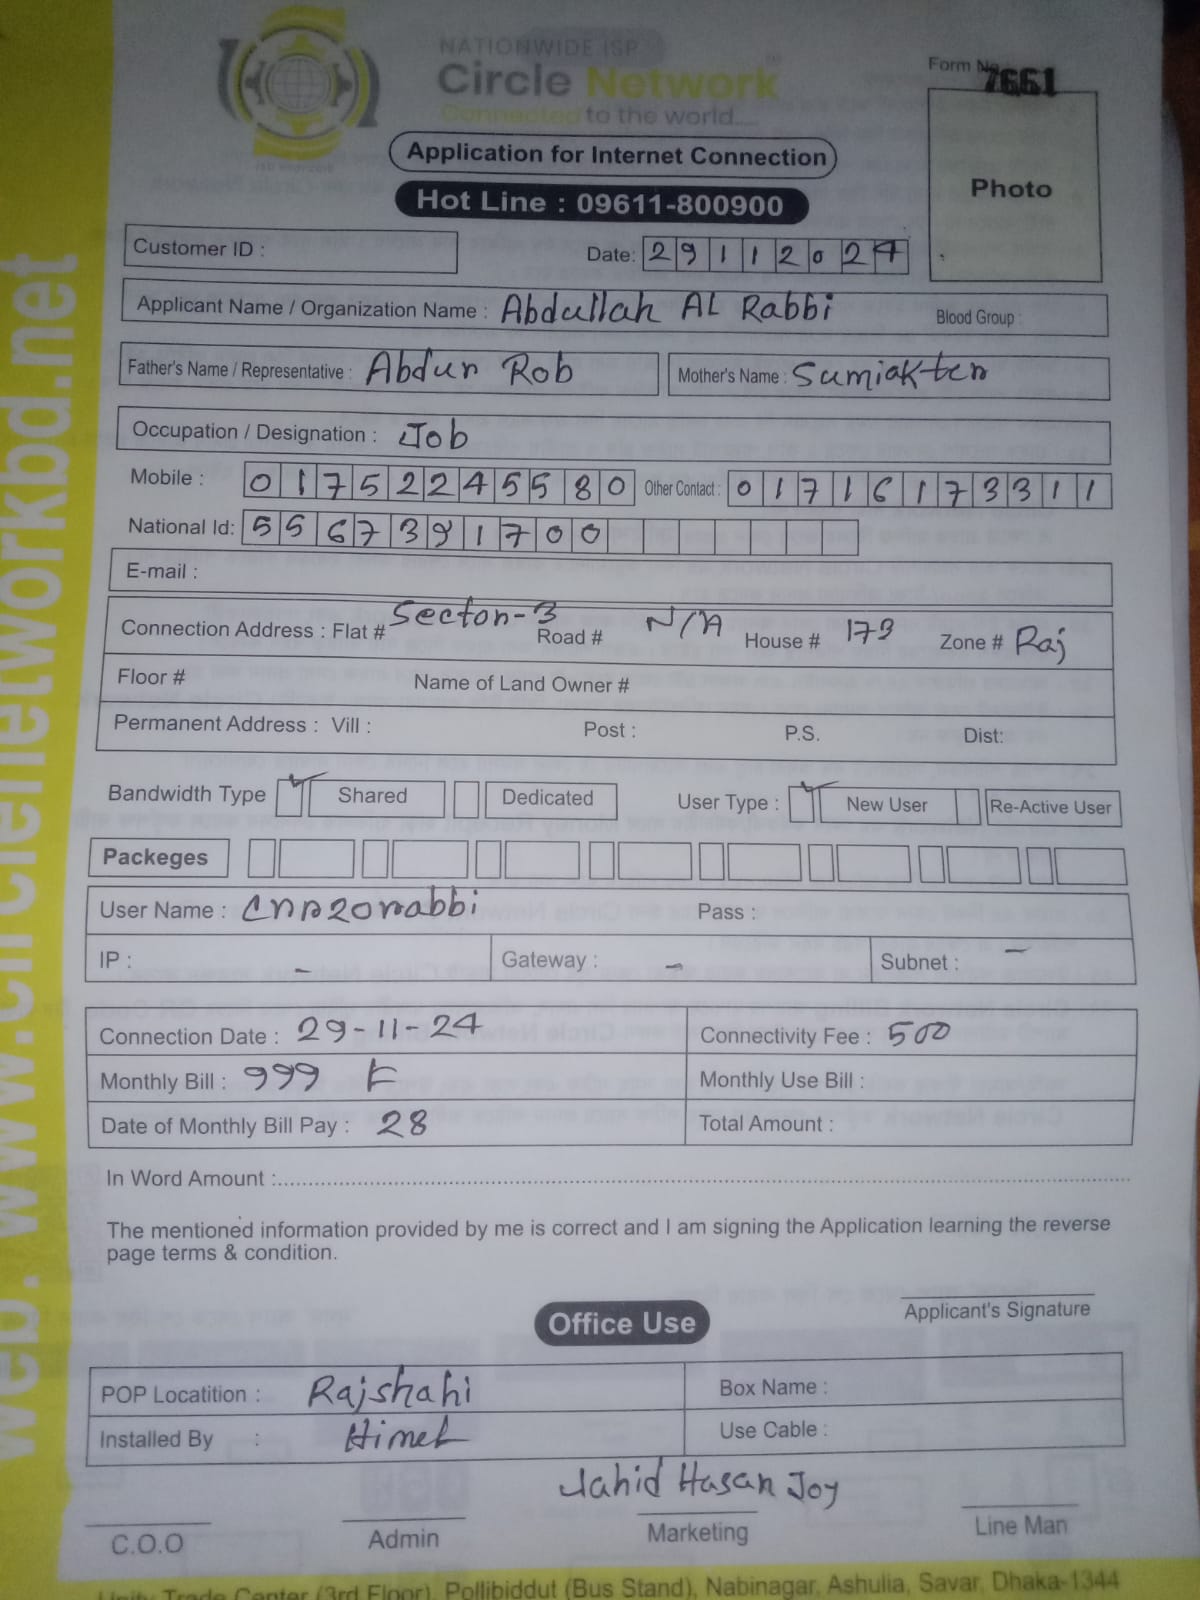 NATIONWIDE ISP
Circle Network
Connected to the world....
Form No 7661
Photo
Application for Internet Connection
Hot Line : 09611-800900
Customer ID :
Date: 29112024
Applicant Name / Organization Name : Abdullah AL Rabbi Blood Group :
Father's Name / Representative : Abdur Rob Mother's Name : Sumiakter
Occupation / Designation : Job
Mobile : 01752245580 Other Contact : 01716173311
National Id: 5567391700
E-mail :
Connection Address : Flat # Sector-3 Road # N/A House # 173 Zone # Raj
Floor # Name of Land Owner #
Permanent Address : Vill : Post : P.S. Dist:
Bandwidth Type Shared Dedicated User Type : New User Re-Active User
Packeges
User Name : Pass :
IP : - Gateway : - Subnet : -
Connection Date : 29-11-24 Connectivity Fee : 500
Monthly Bill : 999 Monthly Use Bill :
Date of Monthly Bill Pay : 28 Total Amount :
In Word Amount :
The mentioned information provided by me is correct and I am signing the Application learning the reverse
page terms & condition.
Applicant's Signature
Office Use
POP Locatition : Rajshahi Box Name :
Installed By : Himel Use Cable :
Jahid Hasan Joy
C.O.O Admin Marketing Line Man
Unity Trade Center (3rd Floor), Pollibiddut (Bus Stand), Nabinagar, Ashulia, Savar, Dhaka-1344
web: www.circlenetworkbd.net